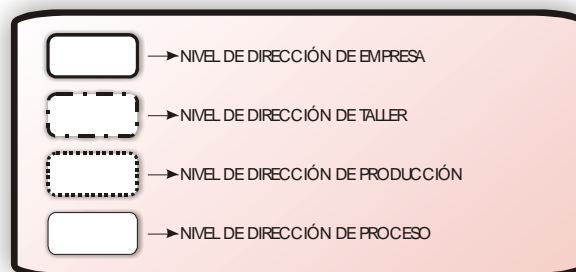 NIVEL DE DIRECCIÓN DE EMPRESA
NIVEL DE DIRECCIÓN DE TALLER
NIVEL DE DIRECCIÓN DE PRODUCCIÓN
NIVEL DE DIRECCIÓN DE PROCESO